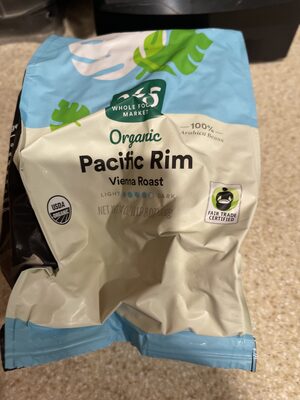 365
WHOLE FOODS
MARKET
Organic
100%
Arabica Beans
Pacific Rim
Vienna Roast
LIGHT DARK
USDA
ORGANIC
NET
FAIR TRADE
CERTIFIED